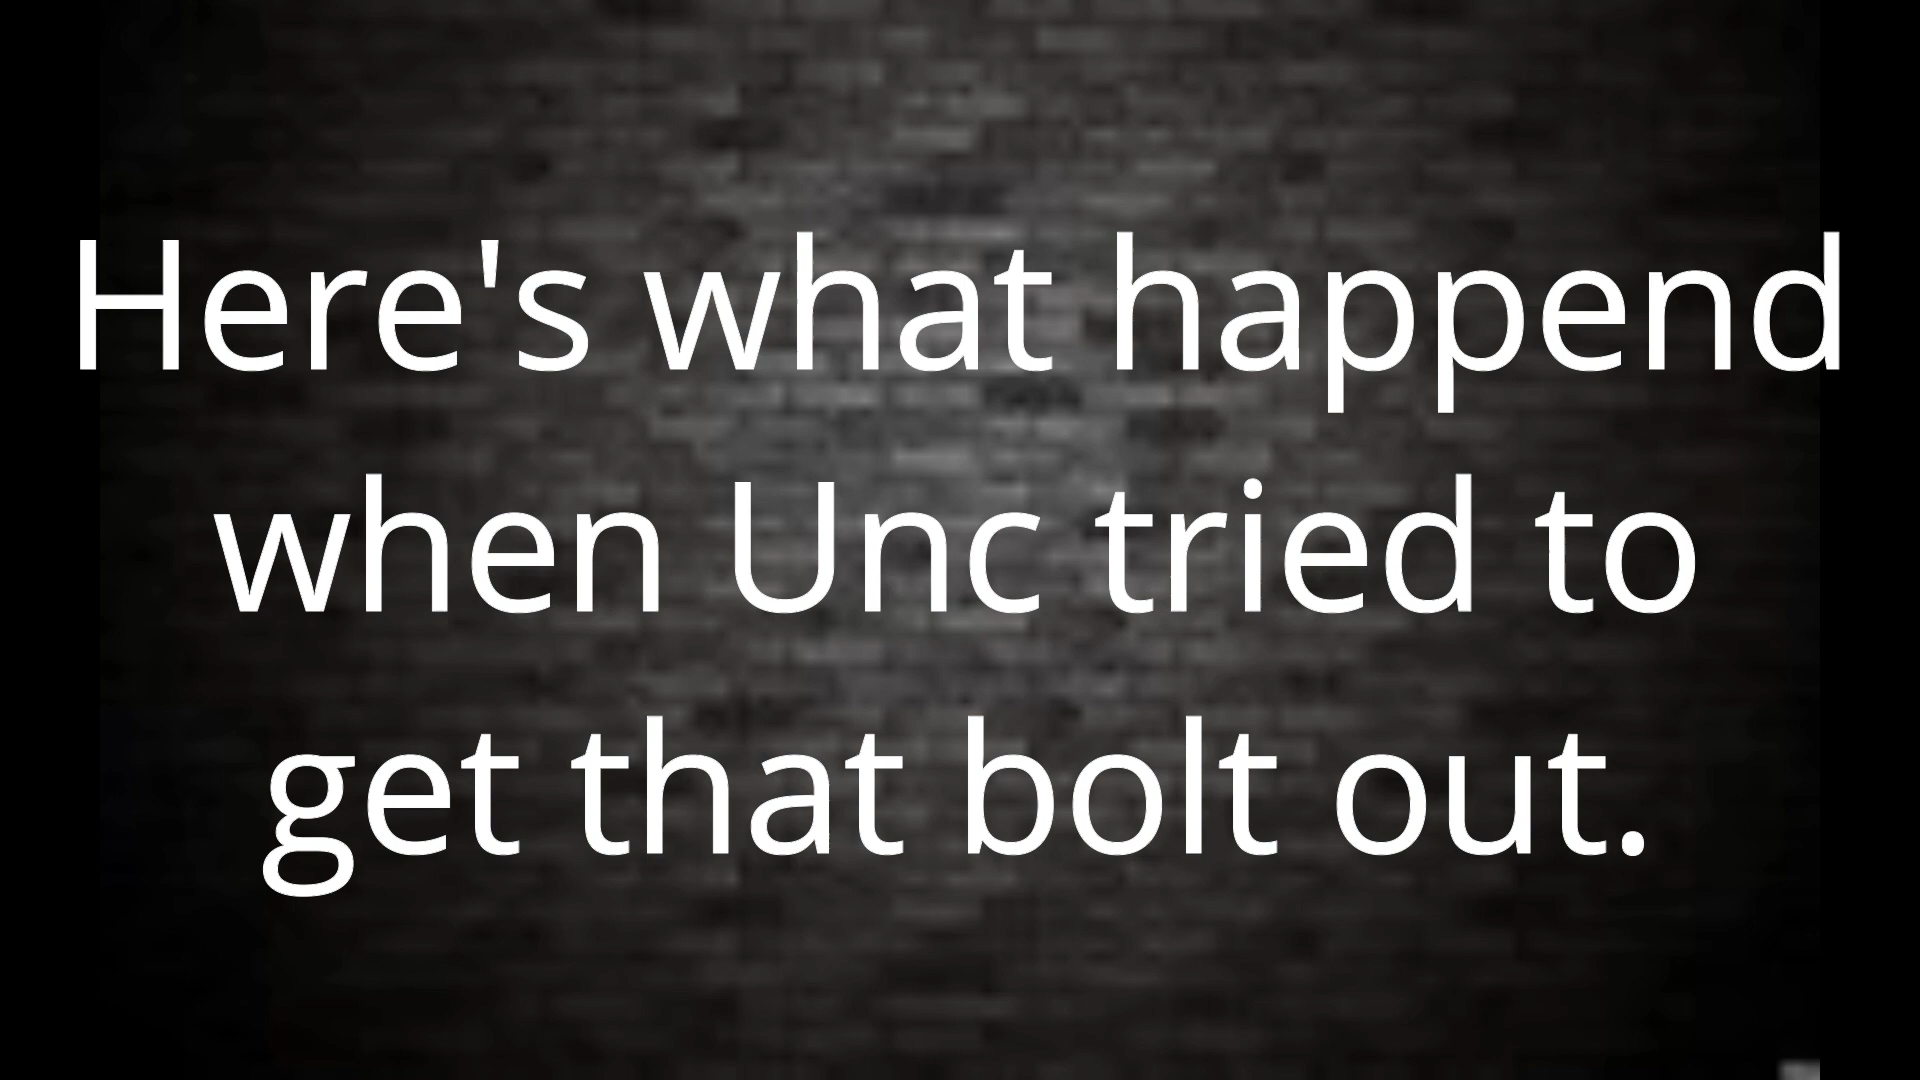 Here's what happend
when Unc tried to
get that bolt out.